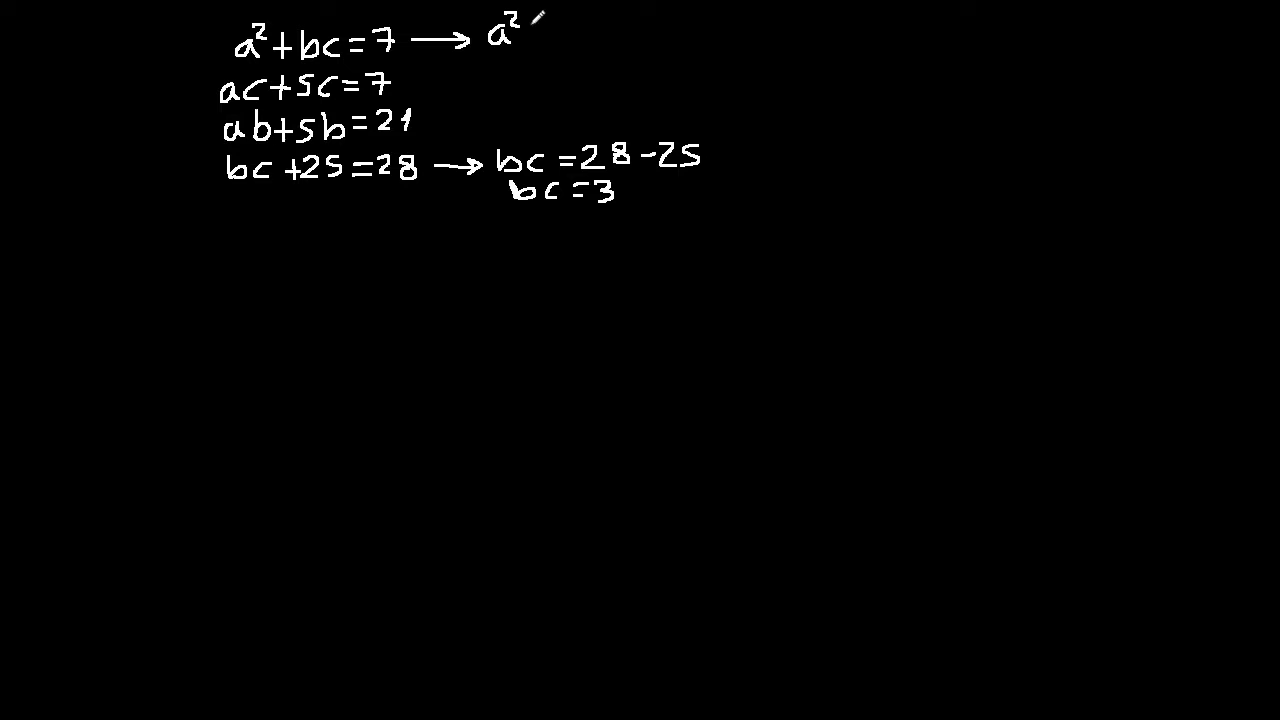 a²+bc=7 ⟶ a²
ac+5c=7
ab+5b=21
bc+25=28 ⟶ bc=28-25
bc=3